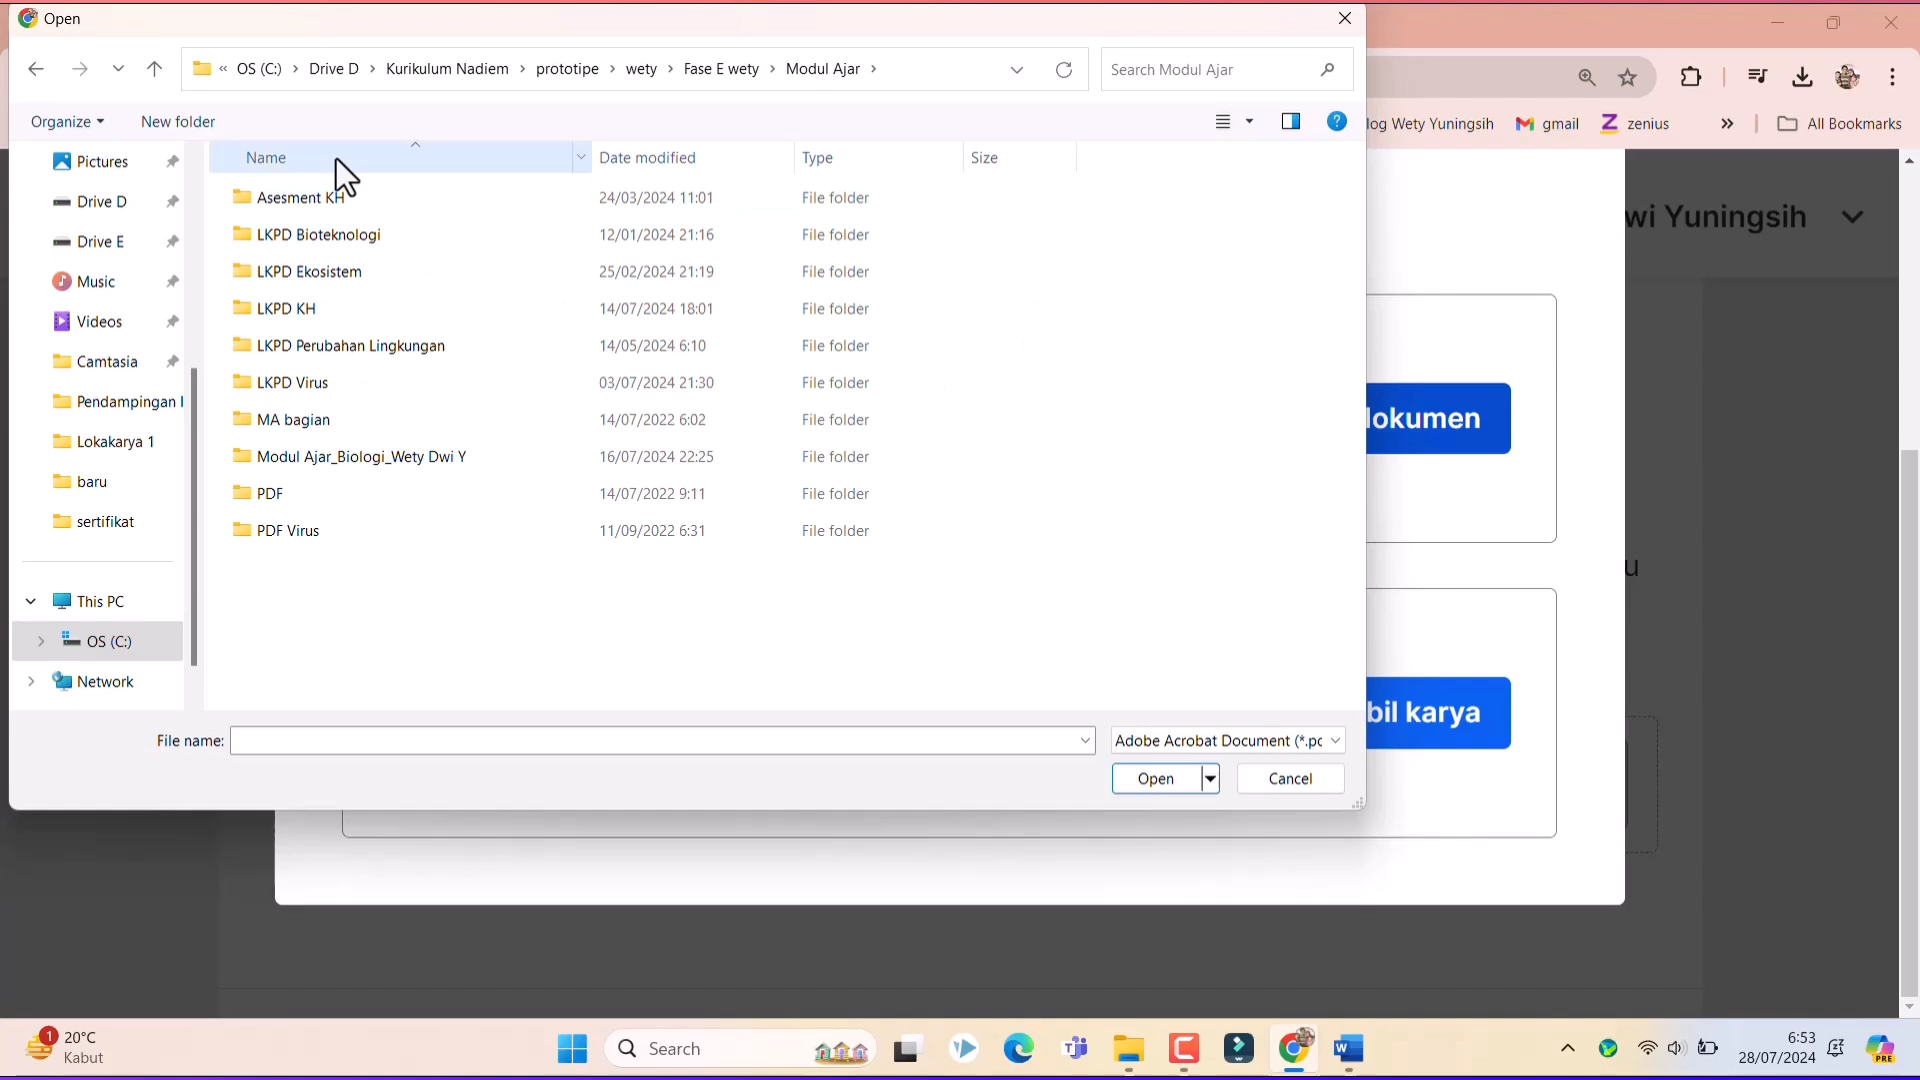 Open
« OS (C:) › Drive D › Kurikulum Nadiem › prototipe › wety › Fase E wety › Modul Ajar ›
Search Modul Ajar
Organize
New folder
log Wety Yuningsih
gmail
zenius
»
All Bookmarks
Pictures
Drive D
Drive E
Music
Videos
Camtasia
Pendampingan I
Lokakarya 1
baru
sertifikat
This PC
OS (C:)
Network
Name Date modified Type Size
Asesment KH 24/03/2024 11:01 File folder
LKPD Bioteknologi 12/01/2024 21:16 File folder
LKPD Ekosistem 25/02/2024 21:19 File folder
LKPD KH 14/07/2024 18:01 File folder
LKPD Perubahan Lingkungan 14/05/2024 6:10 File folder
LKPD Virus 03/07/2024 21:30 File folder
MA bagian 14/07/2022 6:02 File folder
Modul Ajar_Biologi_Wety Dwi Y 16/07/2024 22:25 File folder
PDF 14/07/2022 9:11 File folder
PDF Virus 11/09/2022 6:31 File folder
File name:
Adobe Acrobat Document (*.pd
Open
Cancel
wi Yuningsih
lokumen
u
bil karya
1
20°C
Kabut
Search
6:53
28/07/2024
PRE